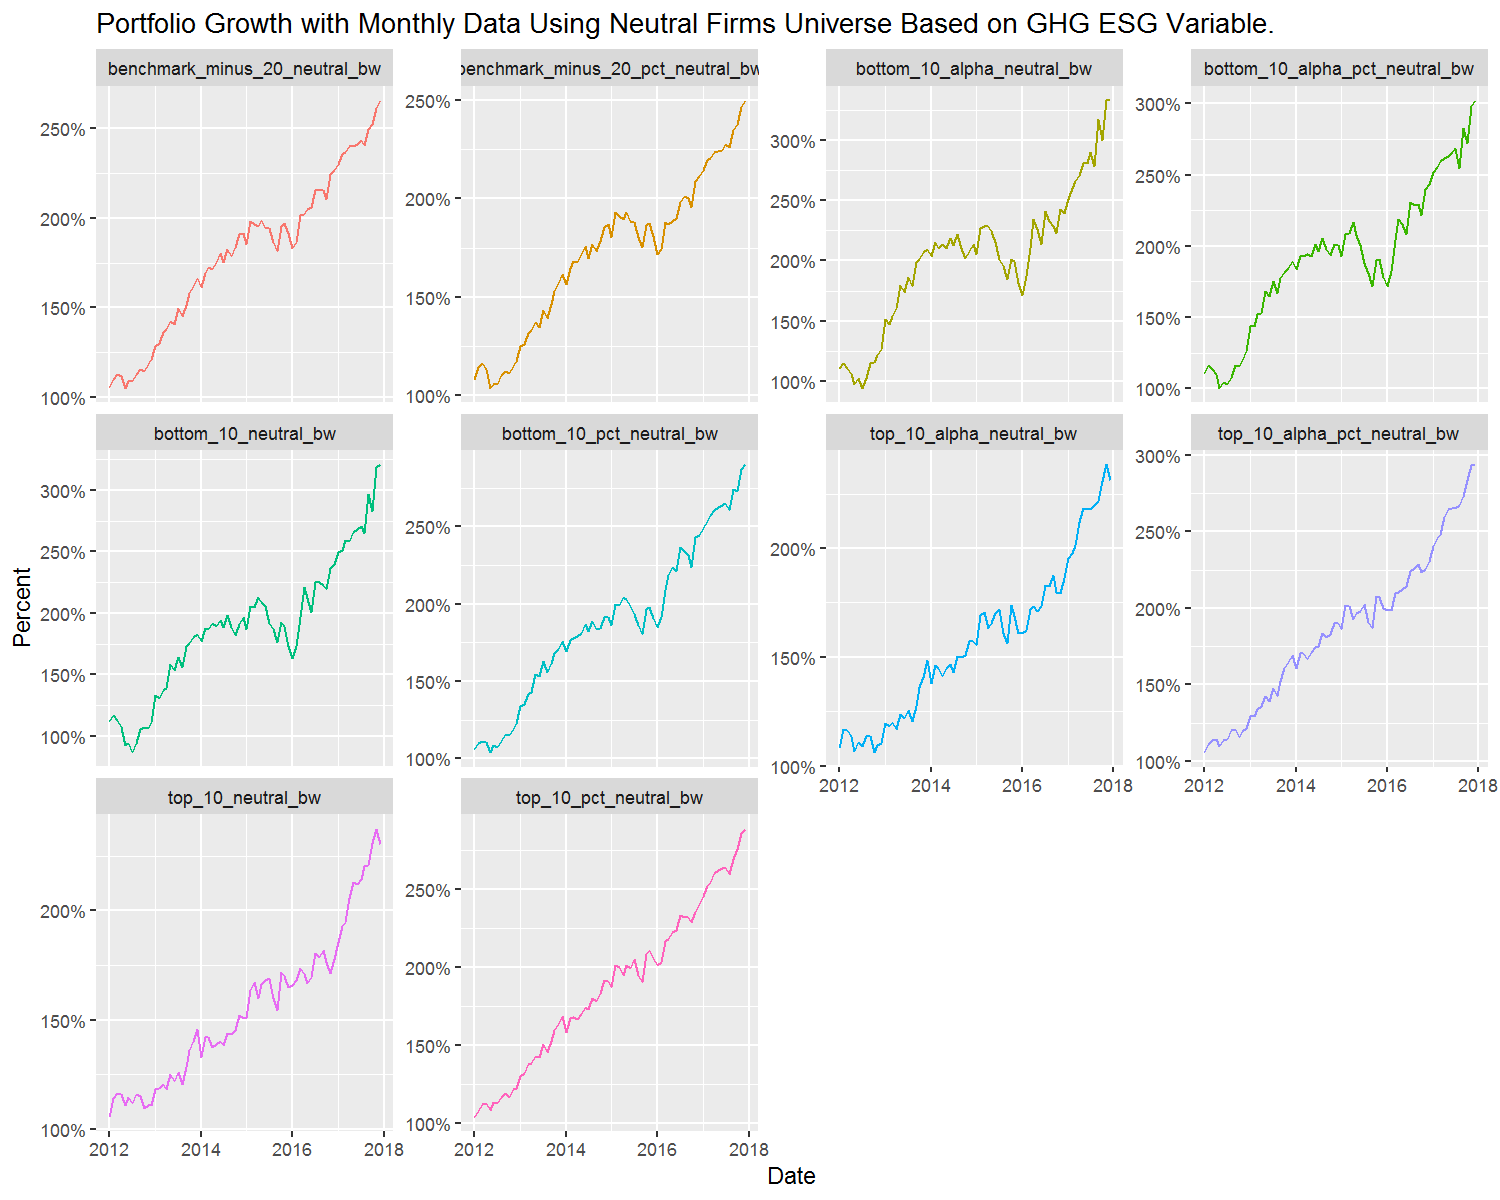 Portfolio Growth with Monthly Data Using Neutral Firms Universe Based on GHG ESG Variable.
benchmark_minus_20_neutral_bw
benchmark_minus_20_pct_neutral_bw
bottom_10_alpha_neutral_bw
bottom_10_alpha_pct_neutral_bw
250%
200%
150%
100%
250%
200%
150%
100%
300%
250%
200%
150%
100%
300%
250%
200%
150%
100%
bottom_10_neutral_bw
bottom_10_pct_neutral_bw
top_10_alpha_neutral_bw
top_10_alpha_pct_neutral_bw
300%
250%
200%
150%
100%
250%
200%
150%
100%
200%
150%
100%
300%
250%
200%
150%
100%
2012 2014 2016 2018
2012 2014 2016 2018
top_10_neutral_bw
top_10_pct_neutral_bw
200%
150%
100%
250%
200%
150%
100%
2012 2014 2016 2018
2012 2014 2016 2018
Percent
Date